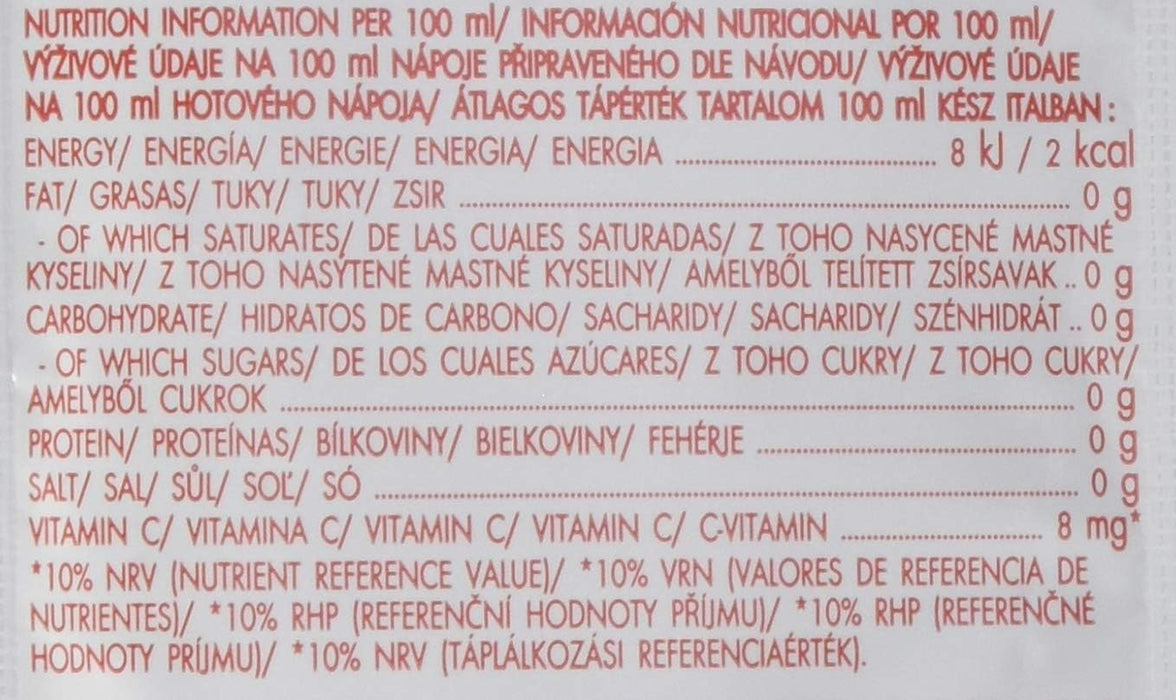 NUTRITION INFORMATION PER 100 ml/ INFORMACIÓN NUTRICIONAL POR 100 ml/
VÝŽIVOVÉ ÚDAJE NA 100 ml NÁPOJE PŘIPRAVENÉHO DLE NÁVODU/ VÝŽIVOVÉ ÚDAJE
NA 100 ml HOTOVÉHO NÁPOJA/ ÁTLAGOS TÁPÉRTÉK TARTALOM 100 ml KÉSZ ITALBAN:
ENERGY/ ENERGÍA/ ENERGIE/ ENERGIA/ ENERGIA ........................ 8 kJ / 2 kcal
FAT/ GRASAS/ TUKY/ TUKY/ ZSIR ........................ 0 g
- OF WHICH SATURATES/ DE LAS CUALES SATURADAS/ Z TOHO NASYCENÉ MASTNÉ
KYSELINY/ Z TOHO NASÝTENÉ MASTNÉ KYSELINY/ AMELYBŐL TELÍTETT ZSÍRSAVAK .. 0 g
CARBOHYDRATE/ HIDRATOS DE CARBONO/ SACHARIDY/ SACHARIDY/ SZÉNHIDRÁT .. 0 g
- OF WHICH SUGARS/ DE LOS CUALES AZÚCARES/ Z TOHO CUKRY/ Z TOHO CUKRY/
AMELYBŐL CUKROK ........................ 0 g
PROTEIN/ PROTEÍNAS/ BÍLKOVINY/ BIELKOVINY/ FEHÉRJE ........................ 0 g
SALT/ SAL/ SŮL/ SOĽ/ SÓ ........................ 0 g
VITAMIN C/ VITAMINA C/ VITAMIN C/ VITAMIN C/ C-VITAMIN ........................ 8 mg*
*10% NRV (NUTRIENT REFERENCE VALUE)/ *10% VRN (VALORES DE REFERENCIA DE
NUTRIENTES)/ *10% RHP (REFERENČNÍ HODNOTY PŘÍJMU)/ *10% RHP (REFERENČNÉ
HODNOTY PRÍJMU)/ *10% NRV (TÁPLÁLKOZÁSI REFERENCIAÉRTÉK).